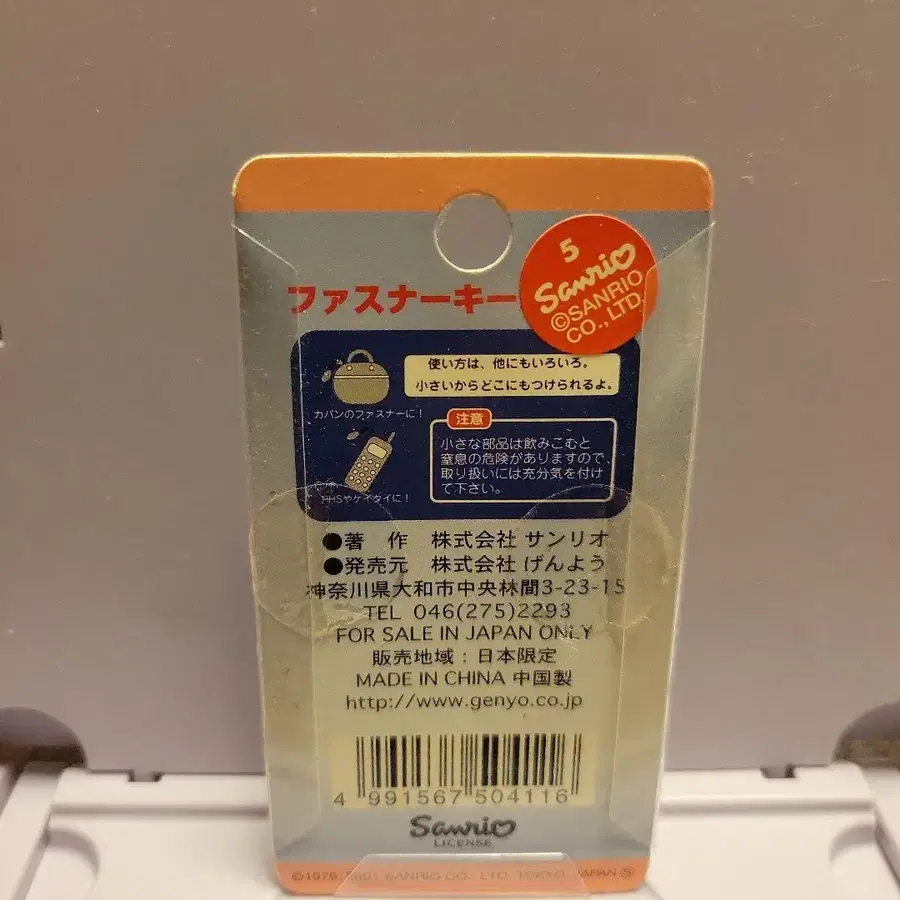 5
Sanrio
©SANRIO
CO., LTD.
ファスナーキー
使い方は、他にもいろいろ。
小さいからどこにもつけられるよ。
カバンのファスナーに!
注意
小さな部品は飲みこむと
窒息の危険がありますので、
取り扱いには充分気を付け
て下さい。
PHSやケイタイに!
●著 作 株式会社 サンリオ
●発売元 株式会社 げんよう
神奈川県大和市中央林間3-23-15
TEL 046(275)2293
FOR SALE IN JAPAN ONLY
販売地域:日本限定
MADE IN CHINA 中国製
http://www.genyo.co.jp
4 991567 504116
Sanrio
LICENSE
©1976, 2001 SANRIO CO., LTD. TOKYO, JAPAN Ⓢ